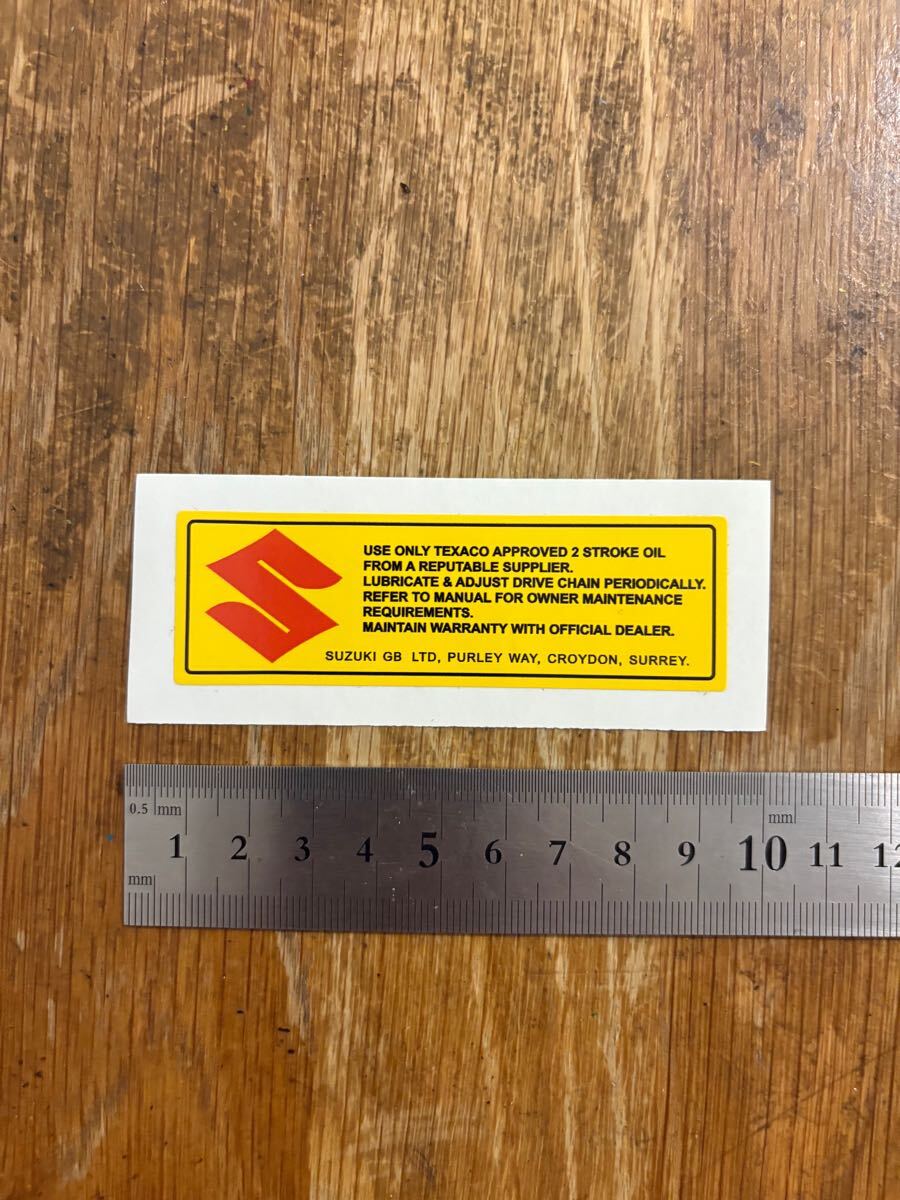 USE ONLY TEXACO APPROVED 2 STROKE OIL
FROM A REPUTABLE SUPPLIER.
LUBRICATE & ADJUST DRIVE CHAIN PERIODICALLY.
REFER TO MANUAL FOR OWNER MAINTENANCE
REQUIREMENTS.
MAINTAIN WARRANTY WITH OFFICIAL DEALER.
SUZUKI GB LTD, PURLEY WAY, CROYDON, SURREY.
0.5 mm
mm
1 2 3 4 5 6 7 8 9 10 11 12
mm